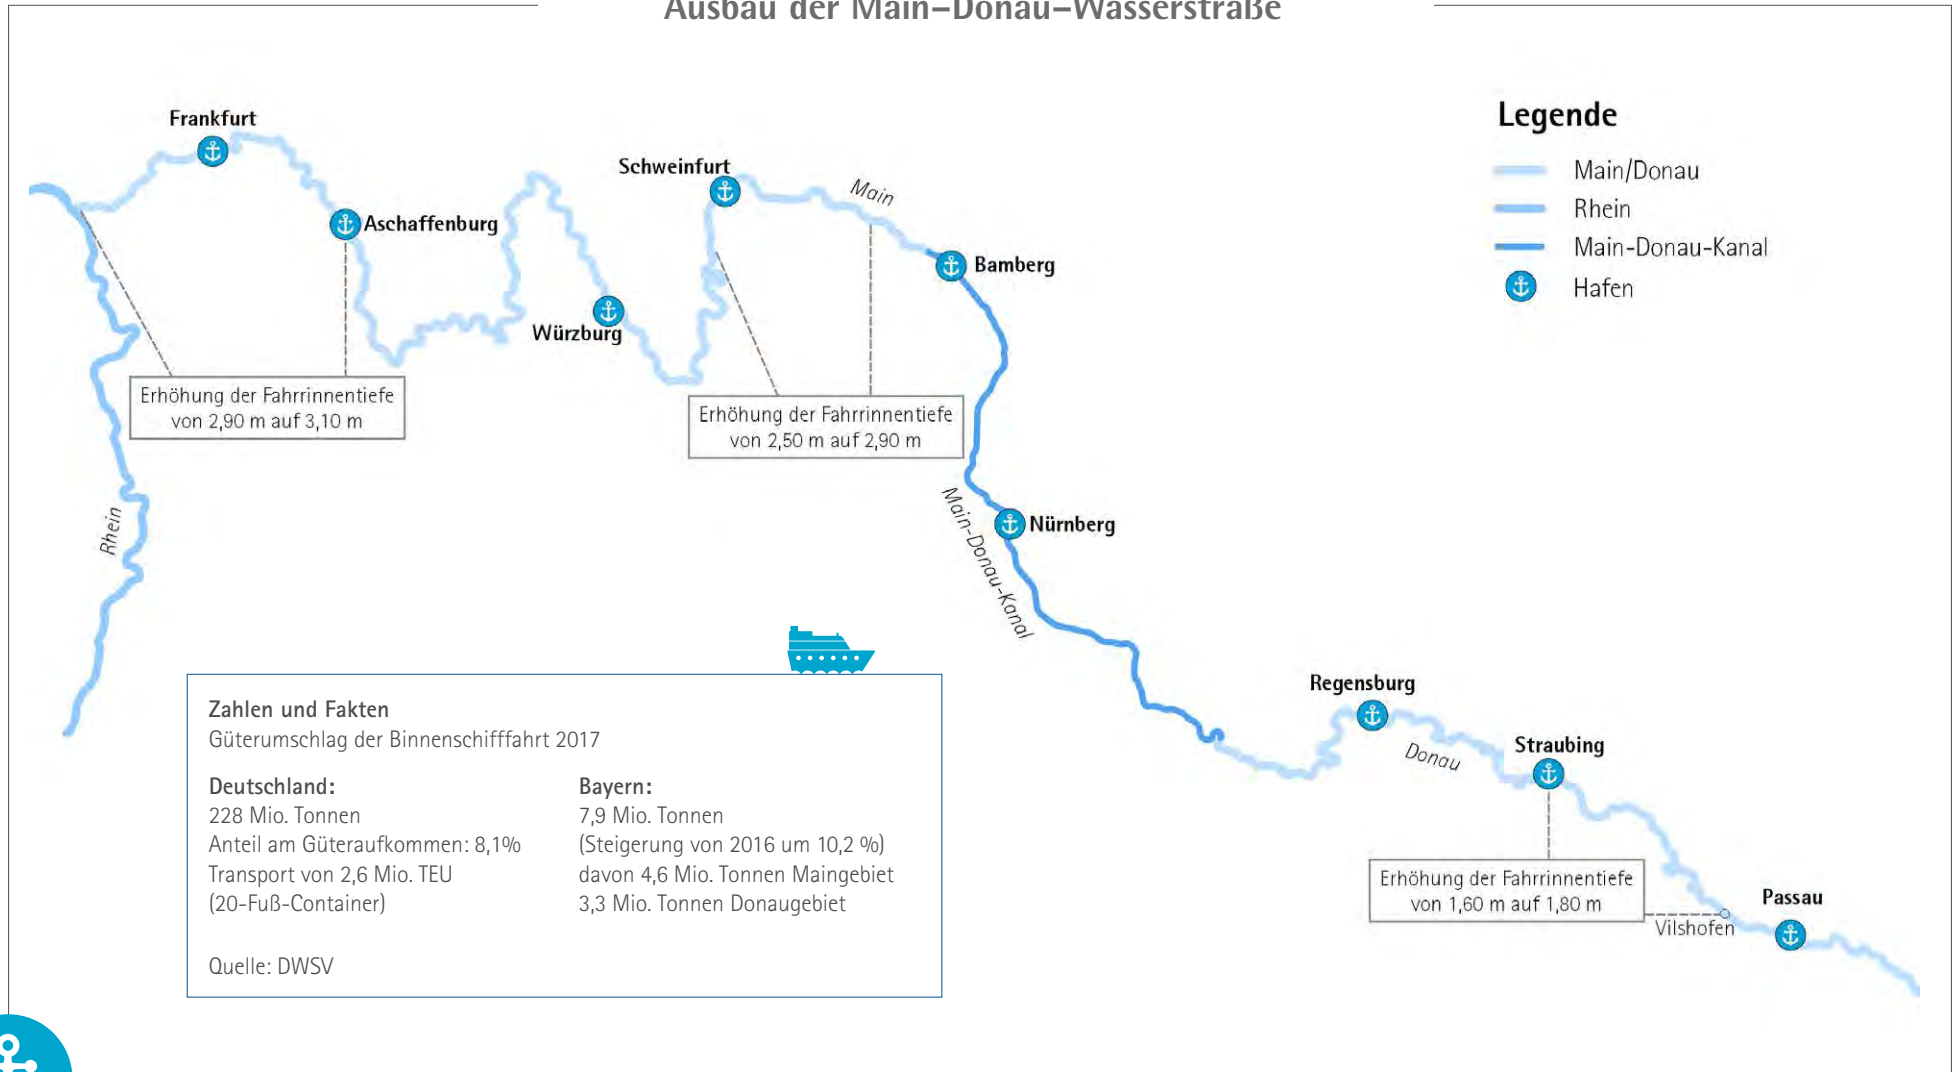 Ausbau der Main-Donau-Wasserstraße
Frankfurt
Aschaffenburg
Schweinfurt
Main
Bamberg
Würzburg
Legende
Main/Donau
Rhein
Main-Donau-Kanal
Hafen
Erhöhung der Fahrrinnentiefe
von 2,90 m auf 3,10 m
Erhöhung der Fahrrinnentiefe
von 2,50 m auf 2,90 m
Rhein
Main-Donau-Kanal
Nürnberg
Regensburg
Donau
Straubing
Erhöhung der Fahrrinnentiefe
von 1,60 m auf 1,80 m
Vilshofen
Passau
Zahlen und Fakten
Güterumschlag der Binnenschifffahrt 2017
Deutschland:
228 Mio. Tonnen
Anteil am Güteraufkommen: 8,1%
Transport von 2,6 Mio. TEU
(20-Fuß-Container)
Bayern:
7,9 Mio. Tonnen
(Steigerung von 2016 um 10,2 %)
davon 4,6 Mio. Tonnen Maingebiet
3,3 Mio. Tonnen Donaugebiet
Quelle: DWSV